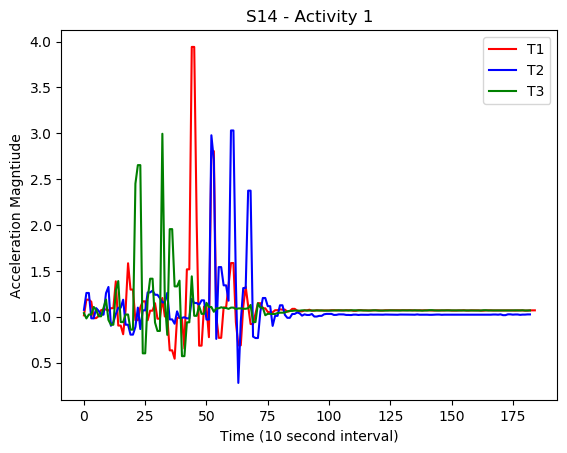 S14 - Activity 1
T1
T2
T3
4.0
3.5
3.0
2.5
2.0
1.5
1.0
0.5
Acceleration Magntiude
0 25 50 75 100 125 150 175
Time (10 second interval)